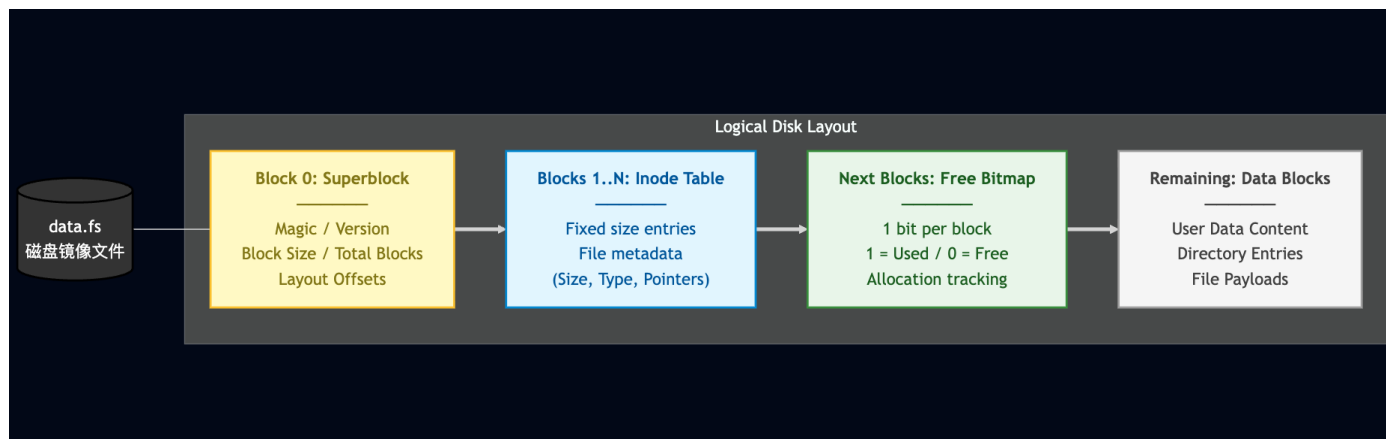 Logical Disk Layout
data.fs
磁盘镜像文件
Block 0: Superblock
Magic / Version
Block Size / Total Blocks
Layout Offsets
Blocks 1..N: Inode Table
Fixed size entries
File metadata
(Size, Type, Pointers)
Next Blocks: Free Bitmap
1 bit per block
1 = Used / 0 = Free
Allocation tracking
Remaining: Data Blocks
User Data Content
Directory Entries
File Payloads